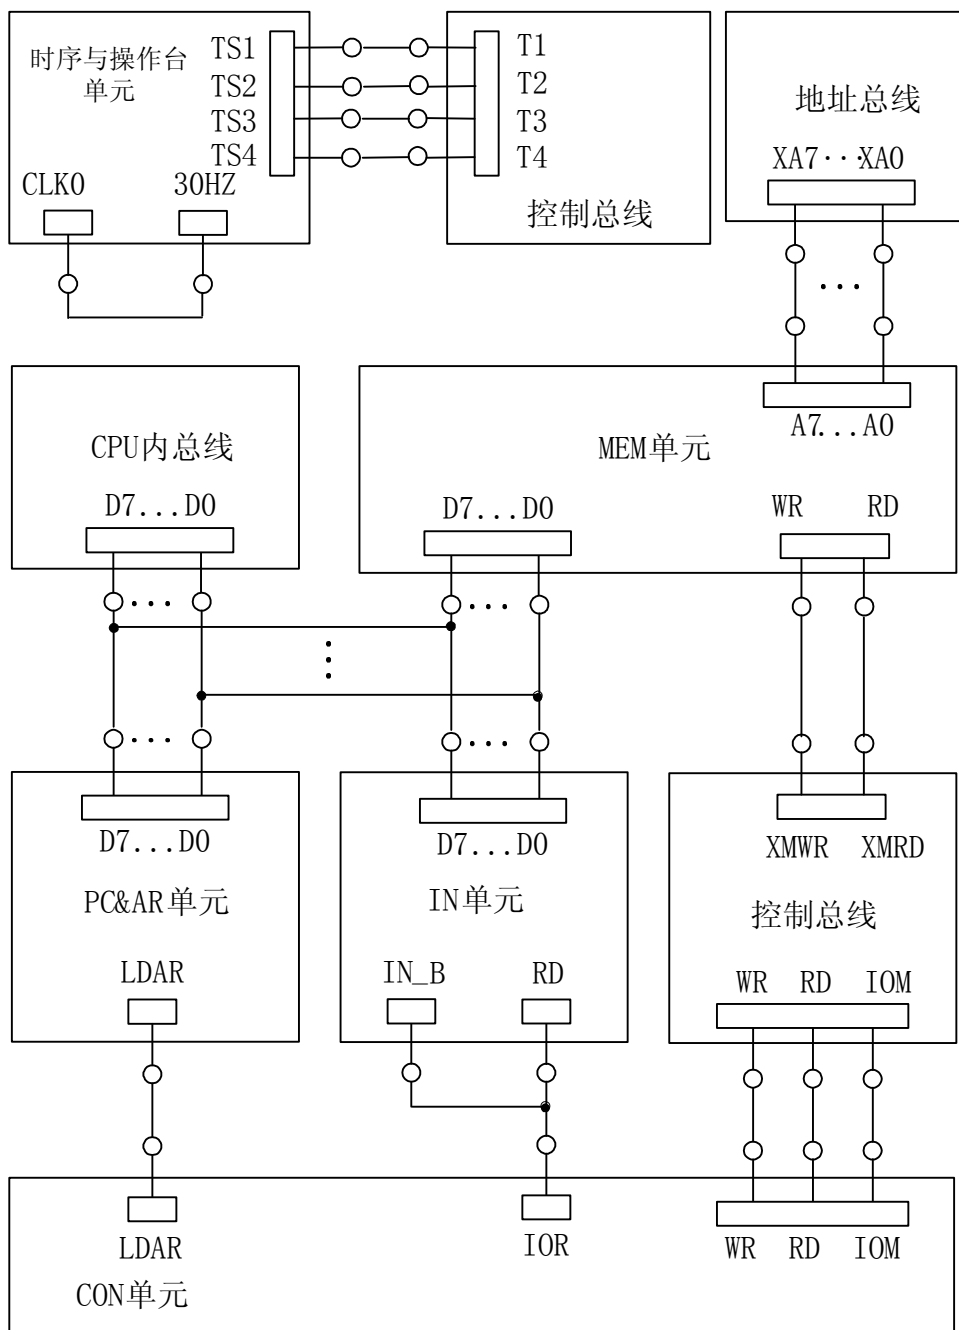 时序与操作台
单元
TS1
TS2
TS3
TS4
CLK0
30HZ
T1
T2
T3
T4
控制总线
地址总线
XA7···XA0
CPU内总线
D7...D0
MEM单元
A7...A0
D7...D0
WR
RD
D7...D0
PC&AR单元
LDAR
D7...D0
IN单元
IN_B
RD
XMWR
XMRD
控制总线
WR
RD
IOM
LDAR
IOR
WR
RD
IOM
CON单元